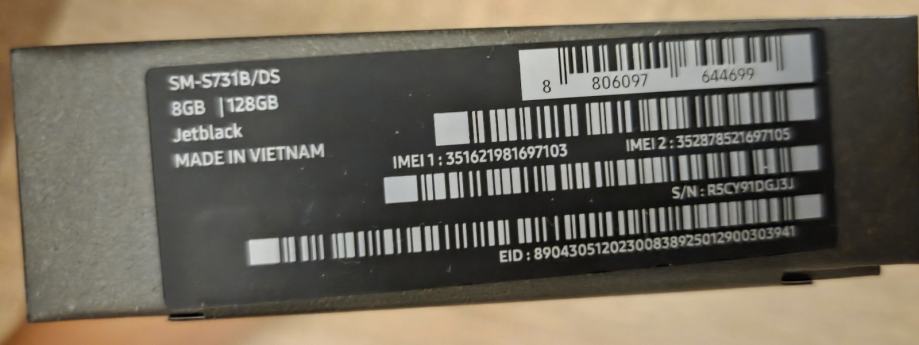 SM-S731B/DS
8GB | 128GB
Jetblack
MADE IN VIETNAM
8 806097 644699
IMEI 1 : 351621981697103
IMEI 2 : 352878521697105
S/N : R5CY91DGJ3J
EID : 89043051202300838925012900303941